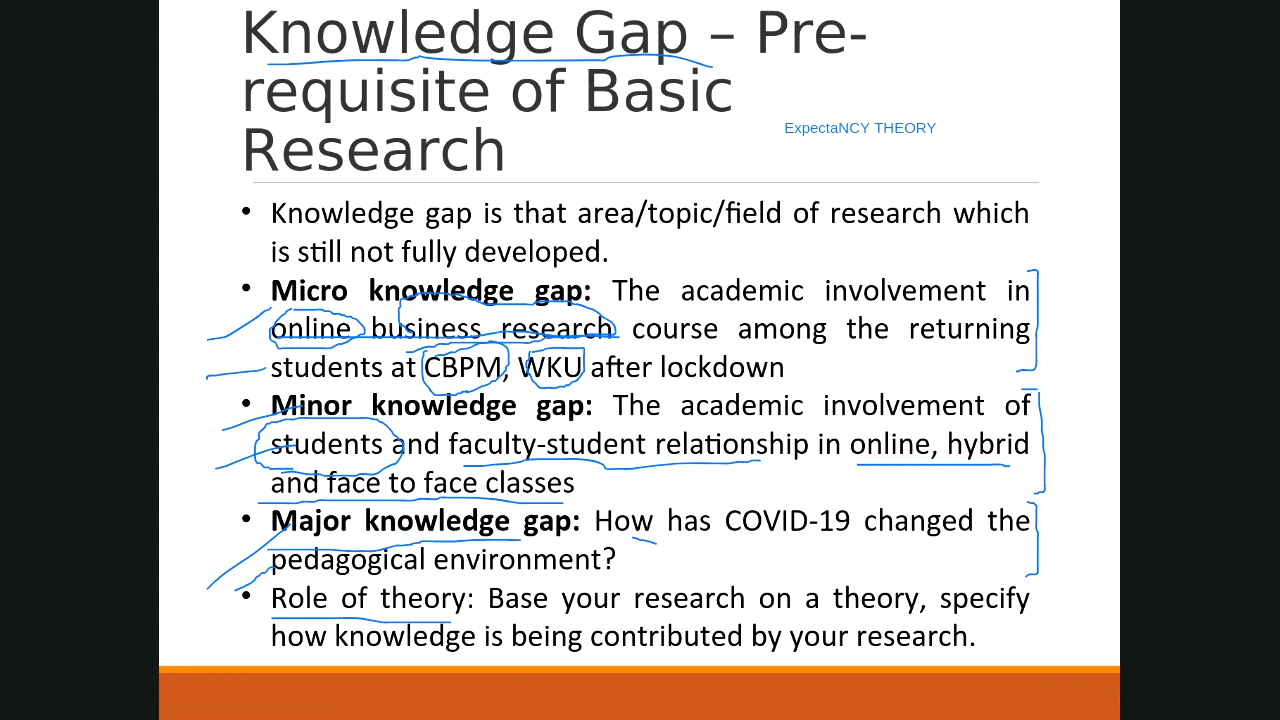 Knowledge Gap – Pre-
requisite of Basic
Research
ExpectaNCY THEORY
• Knowledge gap is that area/topic/field of research which
is still not fully developed.
• Micro knowledge gap: The academic involvement in
online business research course among the returning
students at CBPM, WKU after lockdown
• Minor knowledge gap: The academic involvement of
students and faculty-student relationship in online, hybrid
and face to face classes
• Major knowledge gap: How has COVID-19 changed the
pedagogical environment?
• Role of theory: Base your research on a theory, specify
how knowledge is being contributed by your research.